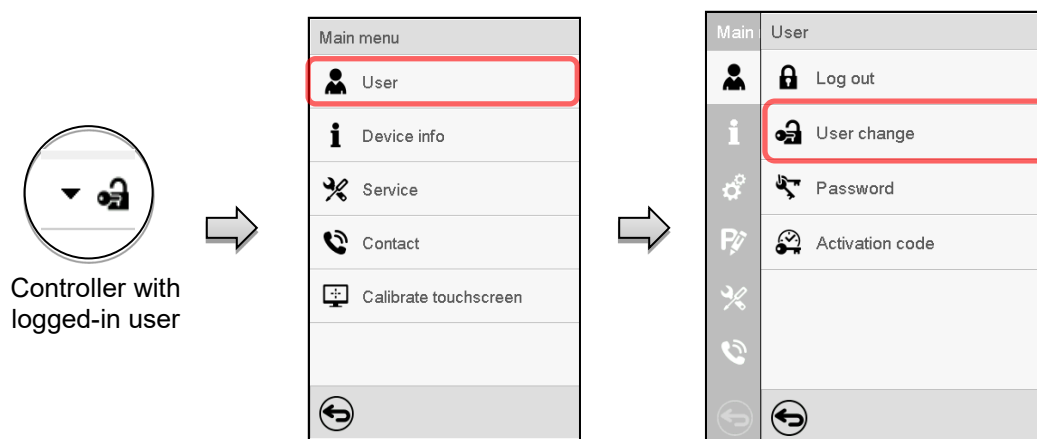 Controller with
logged-in user
Main menu
User
Device info
Service
Contact
Calibrate touchscreen
Main
User
Log out
User change
Password
Activation code